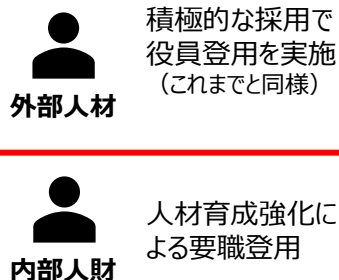 積極的な採用で
役員登用を実施
（これまでと同様）
外部人材
人材育成強化に
よる要職登用
内部人財